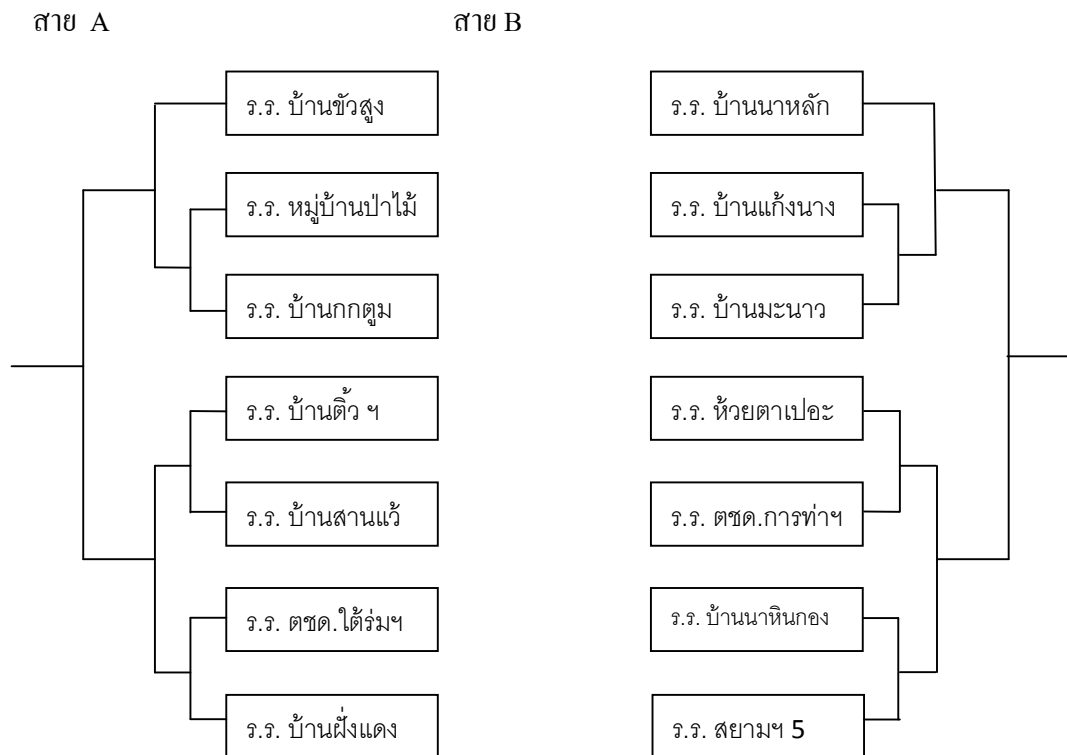 สาย A
สาย B
ร.ร. บ้านขัวสูง
ร.ร. หมู่บ้านป่าไม้
ร.ร. บ้านกกตูม
ร.ร. บ้านติ้ว ฯ
ร.ร. บ้านสานแว้
ร.ร. ตชด.ใต้ร่มฯ
ร.ร. บ้านฝั่งแดง
ร.ร. บ้านนาหลัก
ร.ร. บ้านแก้งนาง
ร.ร. บ้านมะนาว
ร.ร. ห้วยตาเปอะ
ร.ร. ตชด.การท่าฯ
ร.ร. บ้านนาหินกอง
ร.ร. สยามฯ 5